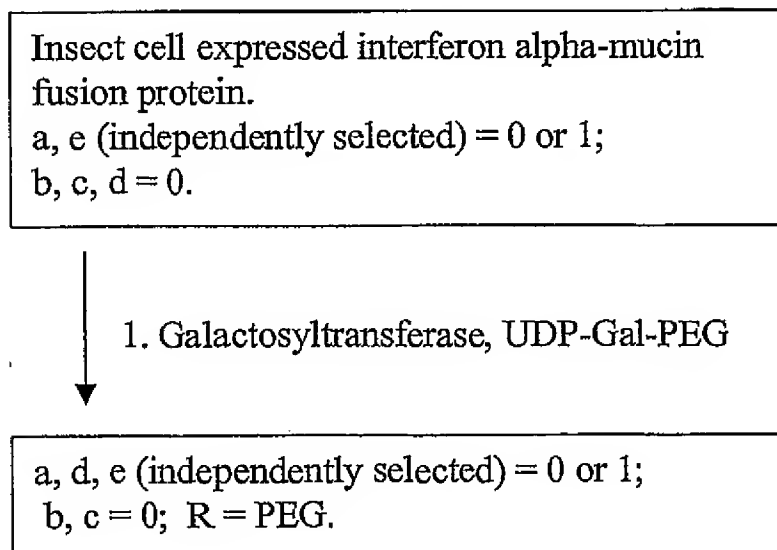 Insect cell expressed interferon alpha-mucin
fusion protein.
a, e (independently selected) = 0 or 1;
b, c, d = 0.
1. Galactosyltransferase, UDP-Gal-PEG
a, d, e (independently selected) = 0 or 1;
b, c = 0; R = PEG.